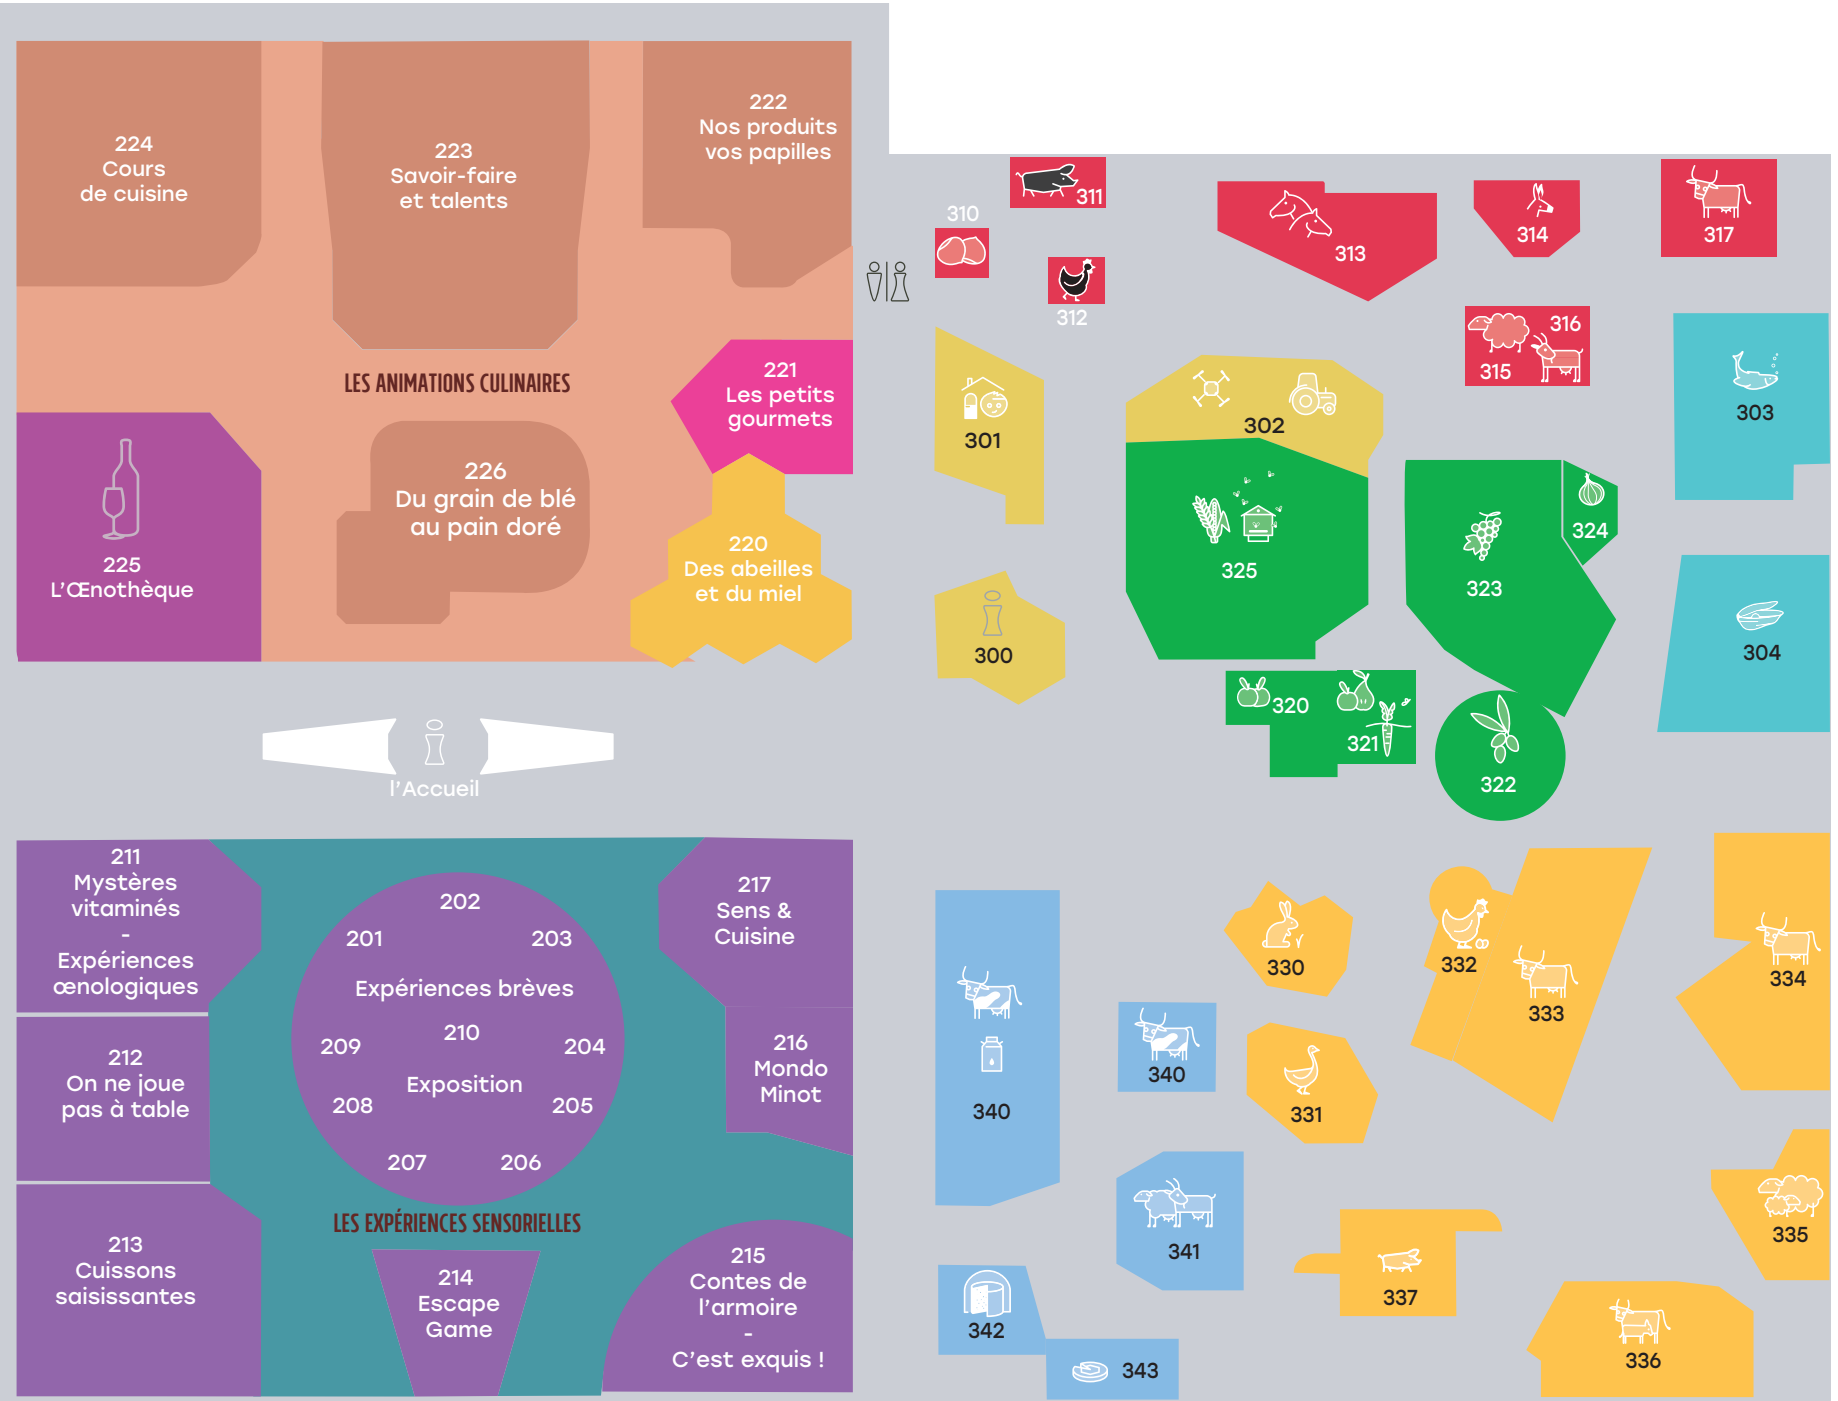 224
Cours
de cuisine
223
Savoir-faire
et talents
222
Nos produits
vos papilles
LES ANIMATIONS CULINAIRES
221
Les petits
gourmets
225
L'Œnothèque
226
Du grain de blé
au pain doré
220
Des abeilles
et du miel
l'Accueil
211
Mystères
vitaminés
-
Expériences
œnologiques
212
On ne joue
pas à table
213
Cuissons
saisissantes
202
201
203
Expériences brèves
210
209
204
Exposition
208
205
207
206
LES EXPÉRIENCES SENSORIELLES
214
Escape
Game
217
Sens &
Cuisine
216
Mondo
Minot
215
Contes de
l'armoire
-
C'est exquis !
310
311
312
313
314
317
316
315
301
302
303
325
323
324
304
300
320
321
322
340
340
330
331
332
333
334
341
335
342
343
337
336